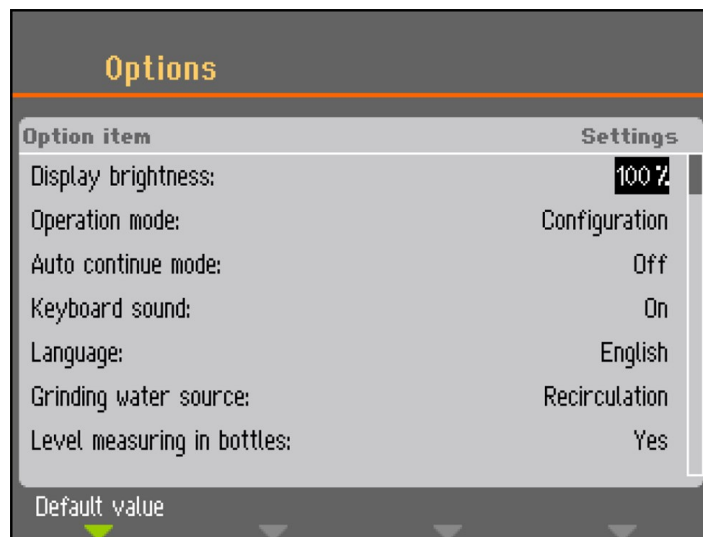 Options
Option item Settings
Display brightness: 100 %
Operation mode: Configuration
Auto continue mode: Off
Keyboard sound: On
Language: English
Grinding water source: Recirculation
Level measuring in bottles: Yes
Default value